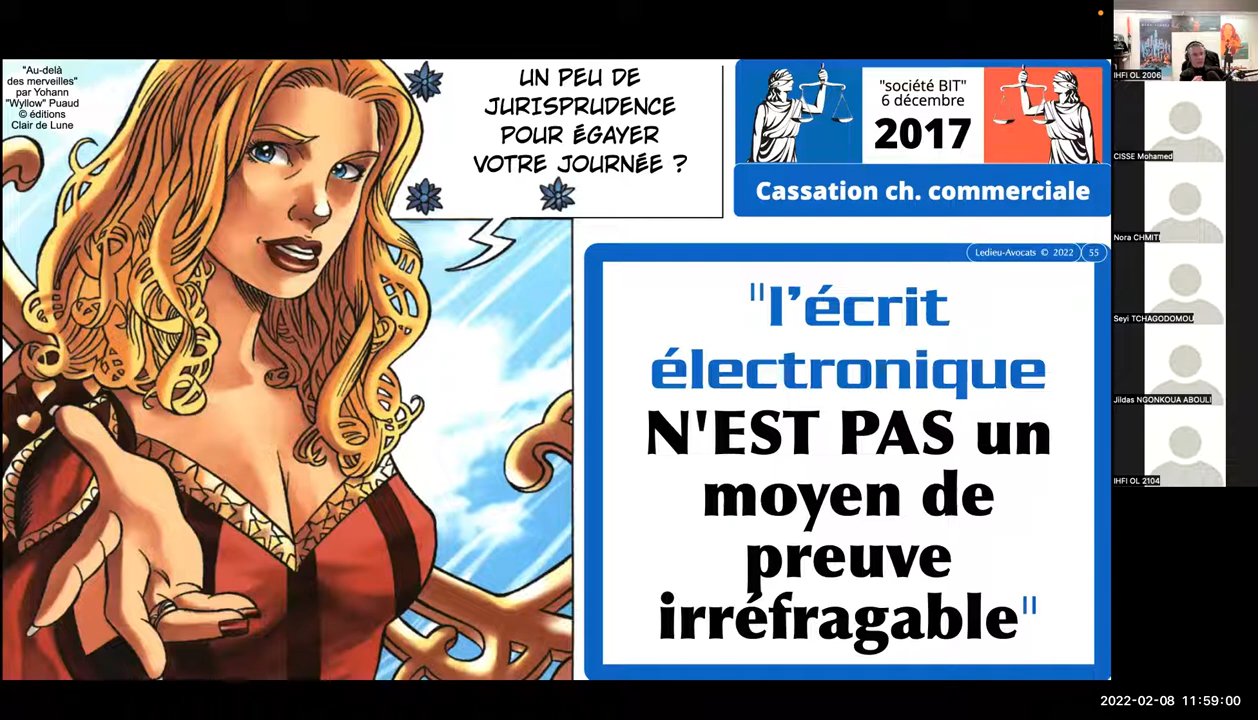 "Au-delà
des merveilles"
par Yohann
"Wyllow" Puaud
© éditions
Clair de Lune
UN PEU DE
JURISPRUDENCE
POUR ÉGAYER
VOTRE JOURNÉE ?
"société BIT"
6 décembre
2017
Cassation ch. commerciale
Ledieu-Avocats © 2022 55
"l'écrit
électronique
N'EST PAS un
moyen de
preuve
irréfragable"
IHFI OL 2006
CISSE Mohamed
Nora CHMITI
Seyi TCHAGODOMOU
Jildas NGONKOUA ABOULI
IHFI OL 2104
2022-02-08 11:59:00